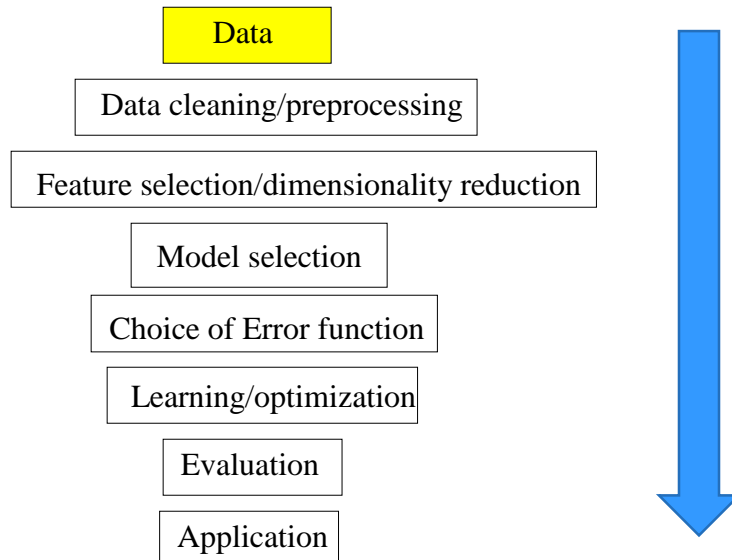 Data
Data cleaning/preprocessing
Feature selection/dimensionality reduction
Model selection
Choice of Error function
Learning/optimization
Evaluation
Application